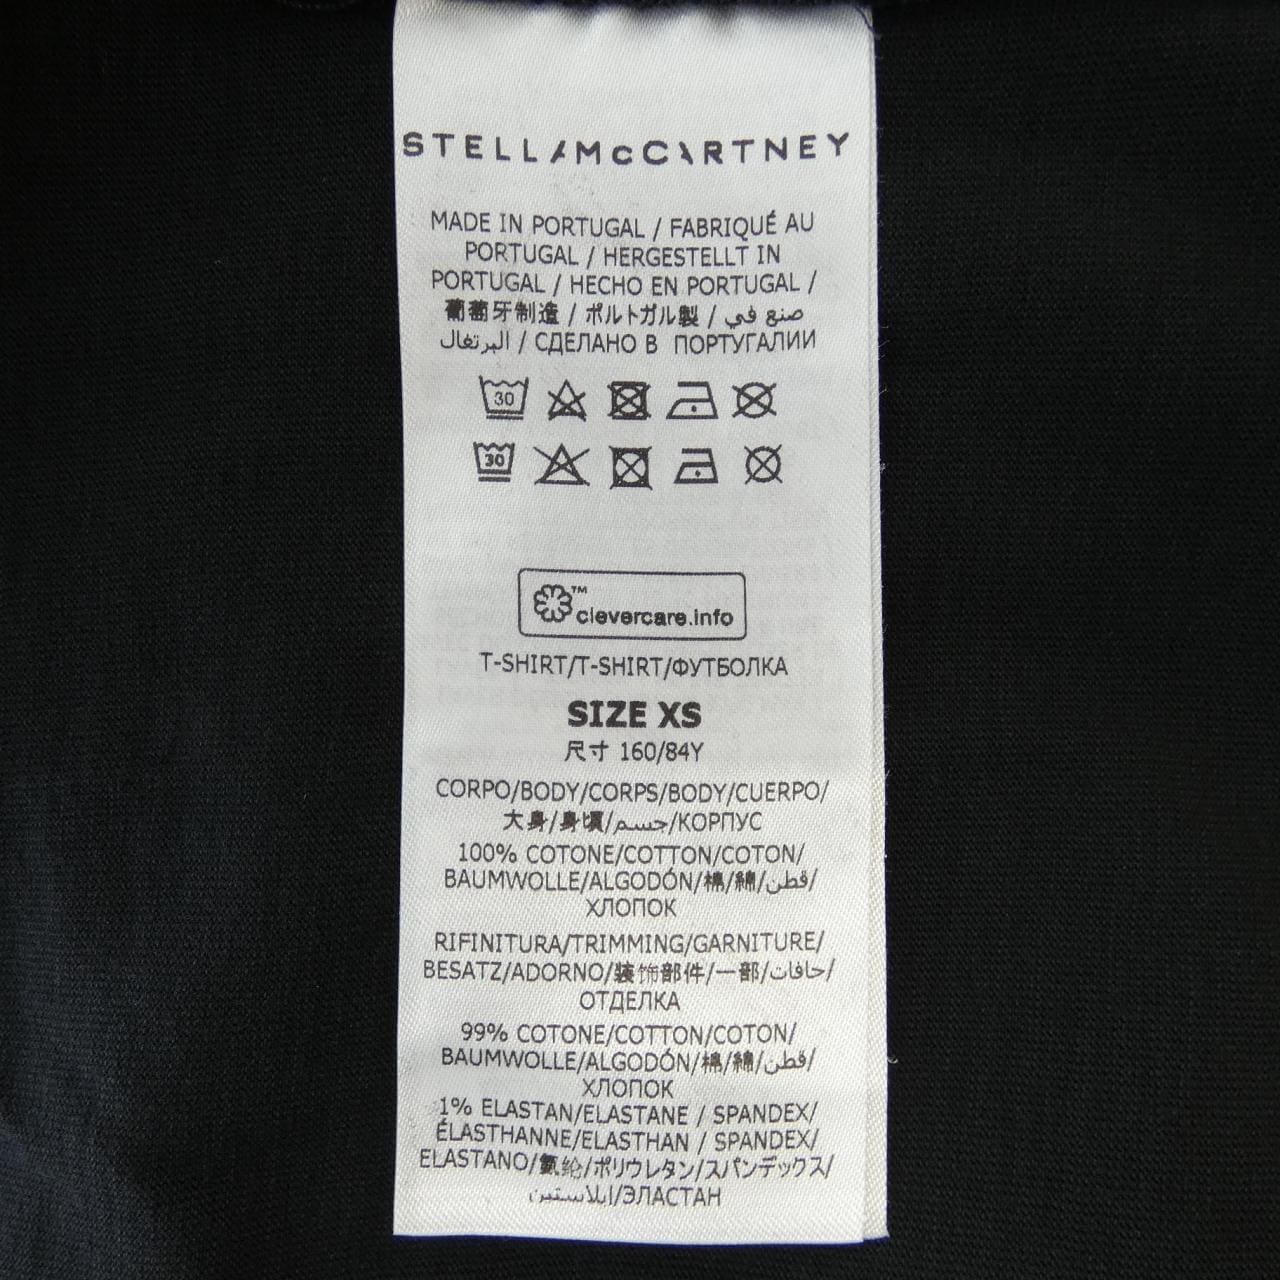 STELLA McCARTNEY
MADE IN PORTUGAL / FABRIQUÉ AU
PORTUGAL / HERGESTELLT IN
PORTUGAL / HECHO EN PORTUGAL /
葡萄牙制造 / ポルトガル製 / صنع في
البرتغال / СДЕЛАНО В ПОРТУГАЛИИ
30
30
™
clevercare.info
T-SHIRT/T-SHIRT/ФУТБОЛКА
SIZE XS
尺寸 160/84Y
CORPO/BODY/CORPS/BODY/CUERPO/
大身/身頃/جسم/КОРПУС
100% COTONE/COTTON/COTON/
BAUMWOLLE/ALGODÓN/棉/綿/قطن/
ХЛОПОК
RIFINITURA/TRIMMING/GARNITURE/
BESATZ/ADORNO/装饰部件/一部/حافات/
ОТДЕЛКА
99% COTONE/COTTON/COTON/
BAUMWOLLE/ALGODÓN/棉/綿/قطن/
ХЛОПОК
1% ELASTAN/ELASTANE / SPANDEX/
ÉLASTHANNE/ELASTHAN / SPANDEX/
ELASTANO/氨纶/ポリウレタン/スパンデックス/
إيلاستين/ЭЛАСТАН